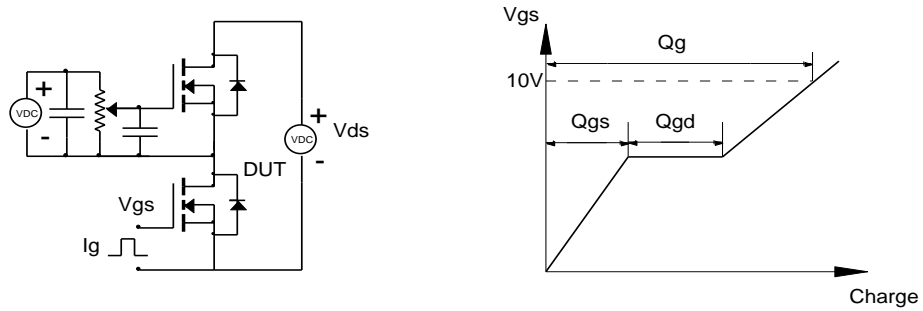 +
VDC
-
+
VDC
-
Vds
DUT
Vgs
Ig
Vgs
Qg
10V
Qgs
Qgd
Charge